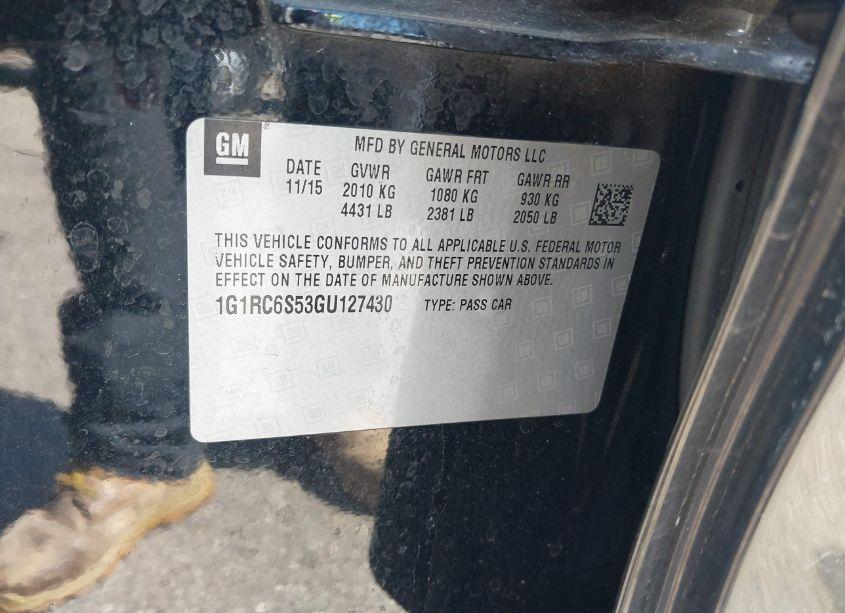 GM
MFD BY GENERAL MOTORS LLC
DATE GVWR GAWR FRT GAWR RR
11/15 2010 KG 1080 KG 930 KG
4431 LB 2381 LB 2050 LB
THIS VEHICLE CONFORMS TO ALL APPLICABLE U.S. FEDERAL MOTOR
VEHICLE SAFETY, BUMPER, AND THEFT PREVENTION STANDARDS IN
EFFECT ON THE DATE OF MANUFACTURE SHOWN ABOVE.
1G1RC6S53GU127430 TYPE: PASS CAR